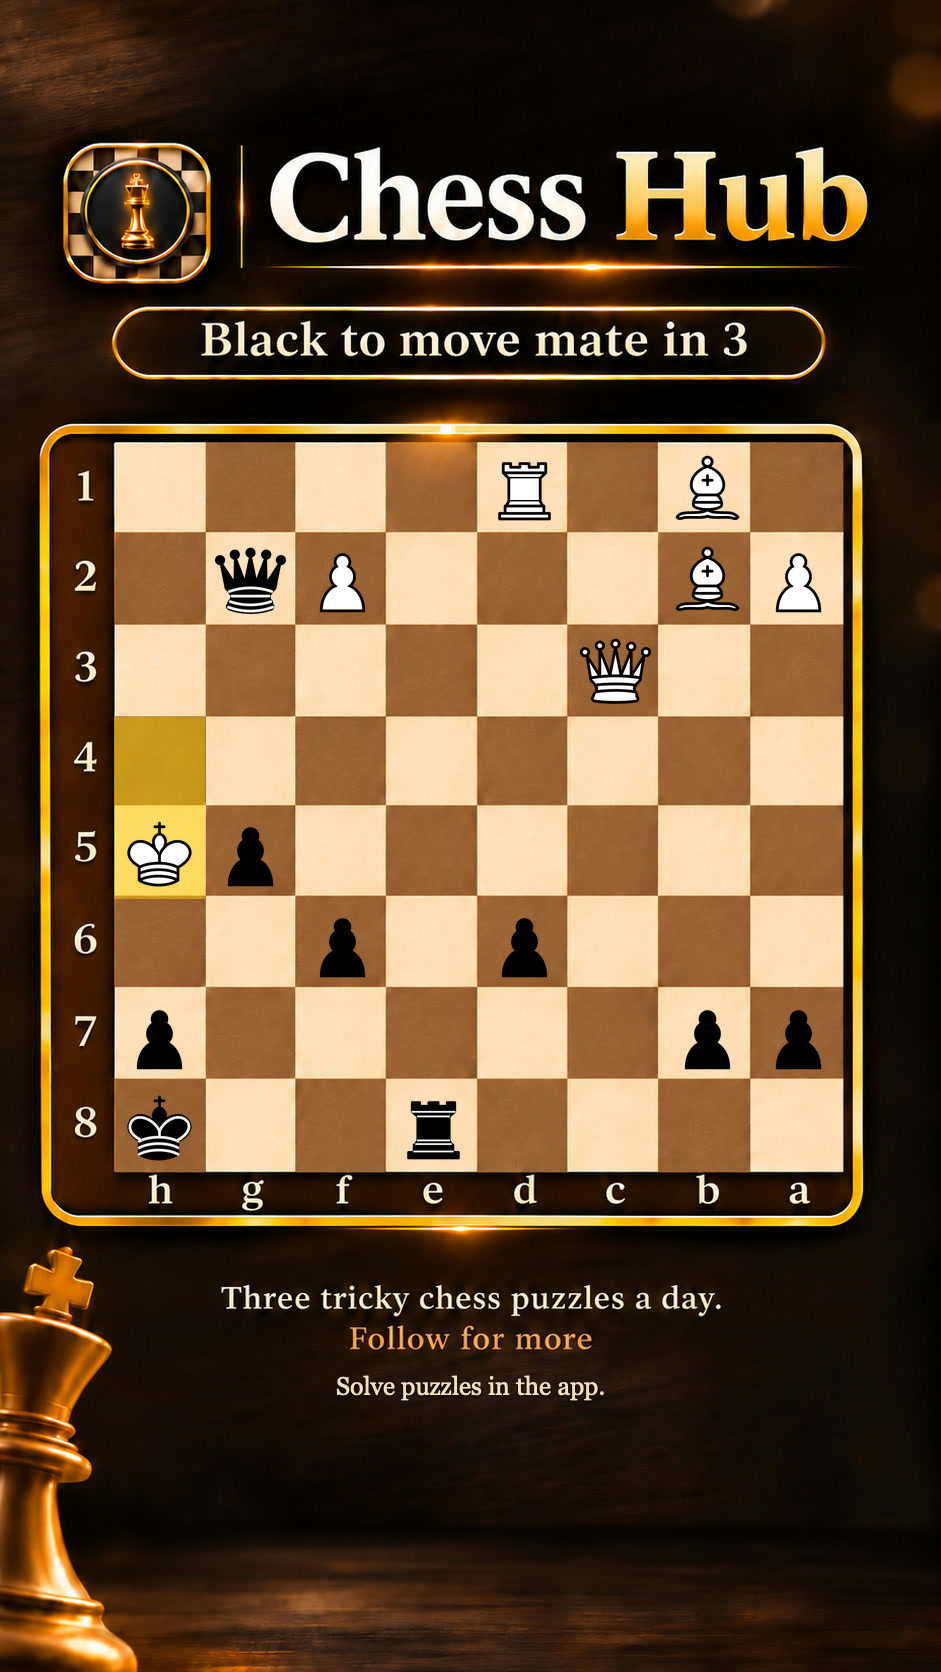 Chess Hub
Black to move mate in 3
1
2
3
4
5
6
7
8
h g f e d c b a
Three tricky chess puzzles a day.
Follow for more
Solve puzzles in the app.